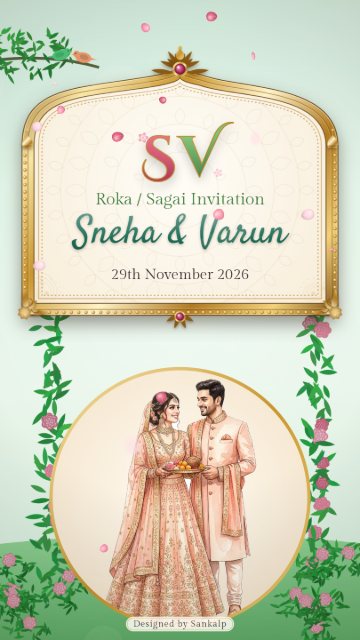 SV
Roka / Sagai Invitation
Sneha & Varun
29th November 2026
Designed by Sankalp